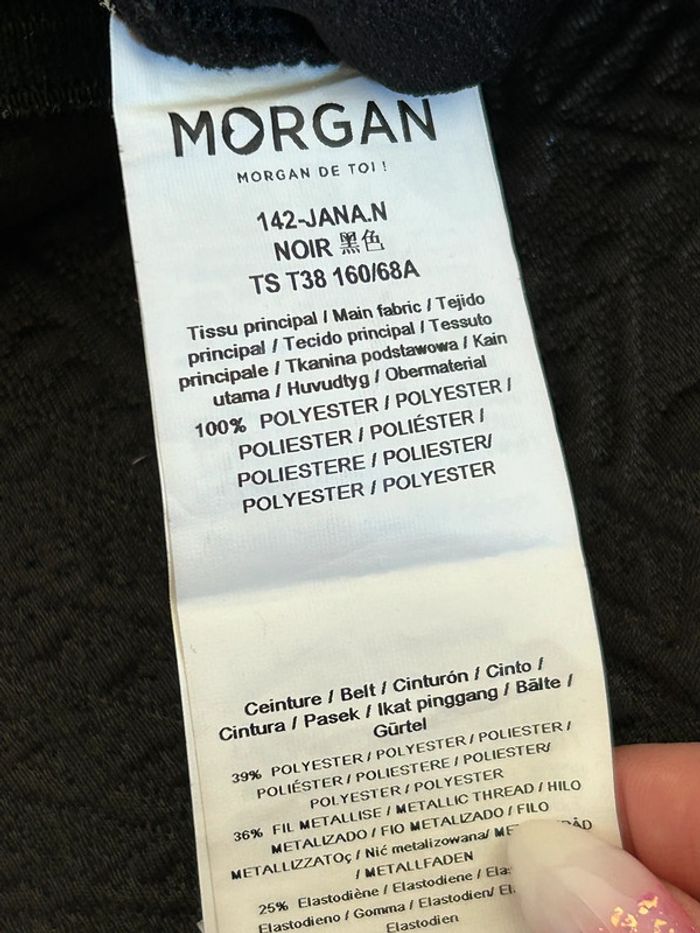 MORGAN
MORGAN DE TOI !
142-JANA.N
NOIR 黑色
TS T38 160/68A
Tissu principal / Main fabric / Tejido
principal / Tecido principal / Tessuto
principale / Tkanina podstawowa / Kain
utama / Huvudtyg / Obermaterial
100% POLYESTER / POLYESTER /
POLIESTER / POLIÉSTER /
POLIESTERE / POLIESTER/
POLYESTER / POLYESTER
Ceinture / Belt / Cinturón / Cinto /
Cintura / Pasek / Ikat pinggang / Bälte /
Gürtel
39% POLYESTER / POLYESTER / POLIESTER /
POLIÉSTER / POLIESTERE / POLIESTER/
POLYESTER / POLYESTER
36% FIL METALLISE / METALLIC THREAD / HILO
METALIZADO / FIO METALIZADO / FILO
METALLIZZATOç / Nić metalizowana/
/ METALLFADEN
25% Elastodiène / Elastodiene /
Elastodieno / Gomma / Elastodien/
Elastodien